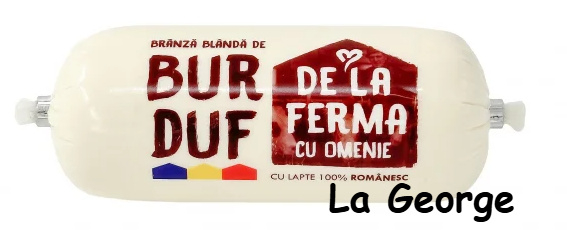 BRÂNZĂ BLÂNDĂ DE
BUR
DUF
DE LA
FERMA
CU OMENIE
CU LAPTE 100% ROMÂNESC
La George